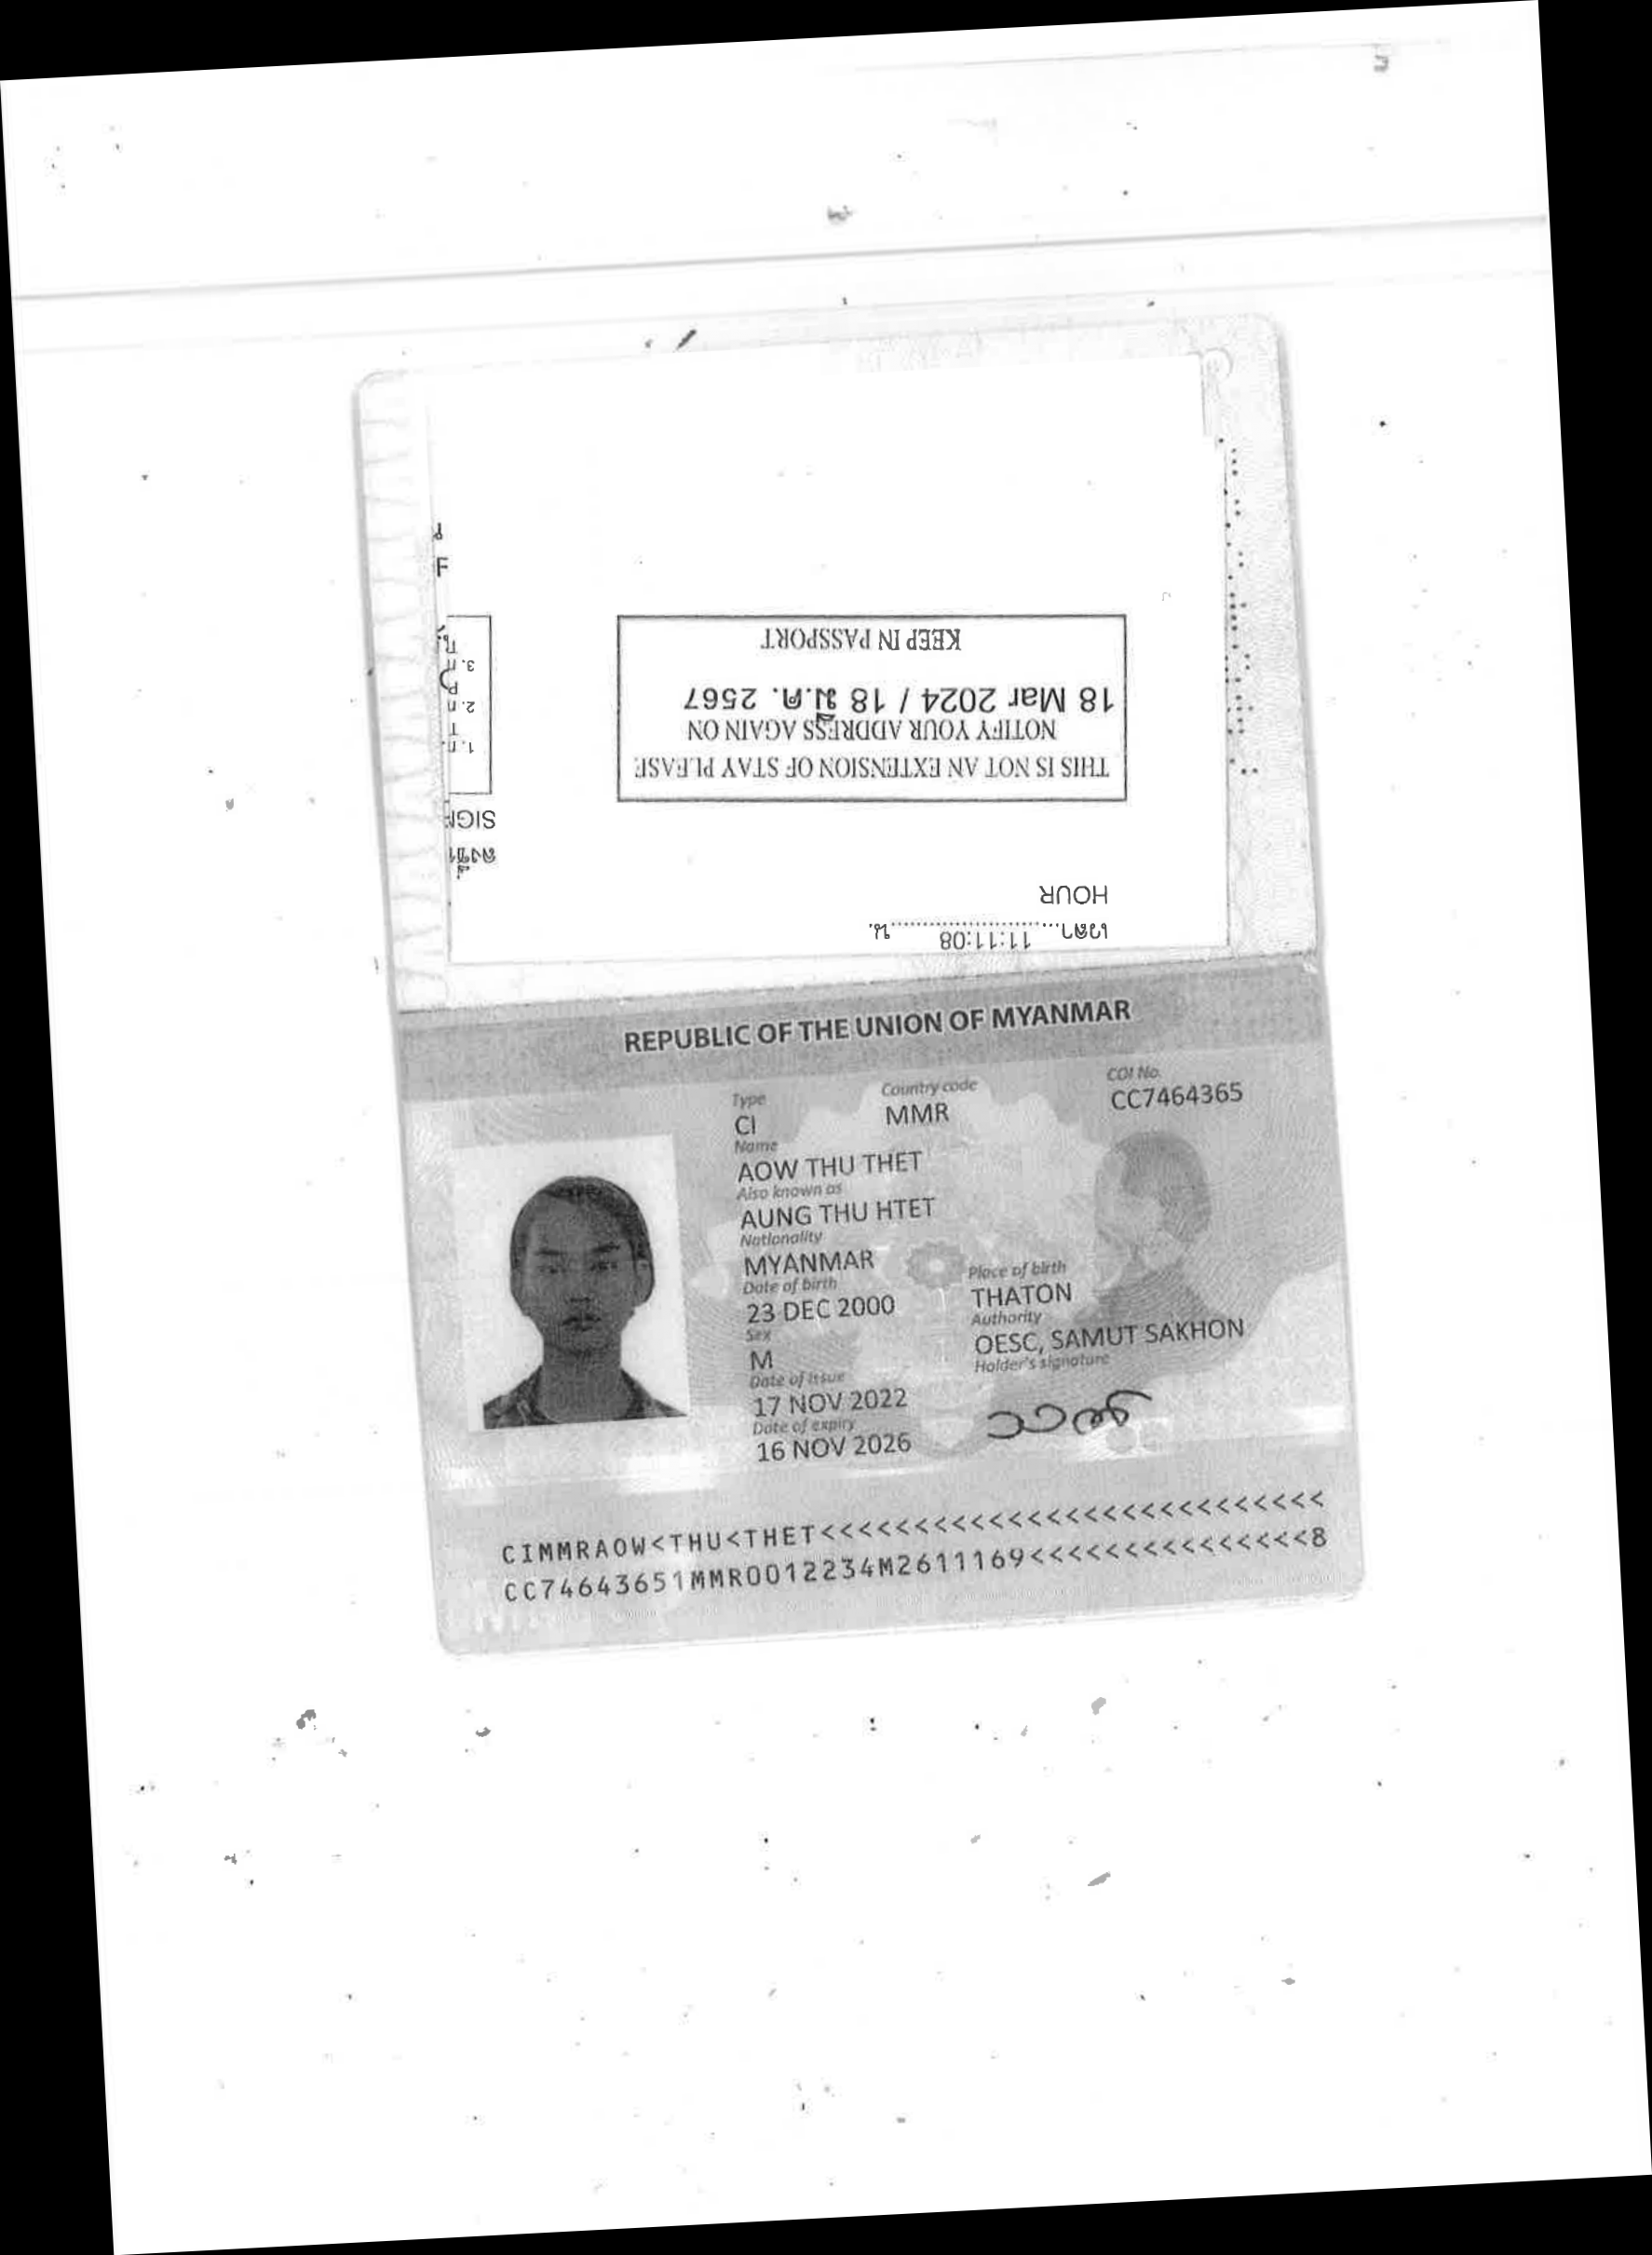 KEEP IN PASSPORT
18 Mar 2024 / 18 มี.ค. 2567
NOTIFY YOUR ADDRESS AGAIN ON
THIS IS NOT AN EXTENSION OF STAY PLEASE
HOUR
เวลา....11:11:08....น.
REPUBLIC OF THE UNION OF MYANMAR
Type
Country code
COI No.
CI
MMR
CC7464365
Name
AOW THU THET
Also known as
AUNG THU HTET
Nationality
MYANMAR
Date of birth
Place of birth
23 DEC 2000
THATON
Sex
Authority
M
OESC, SAMUT SAKHON
Date of issue
Holder's signature
17 NOV 2022
Date of expiry
16 NOV 2026
CIMMRAOW<THU<THET<<<<<<<<<<<<<<<<<<<<<<<<<<<
CC74643651MMR0012234M2611169<<<<<<<<<<<<<<<8